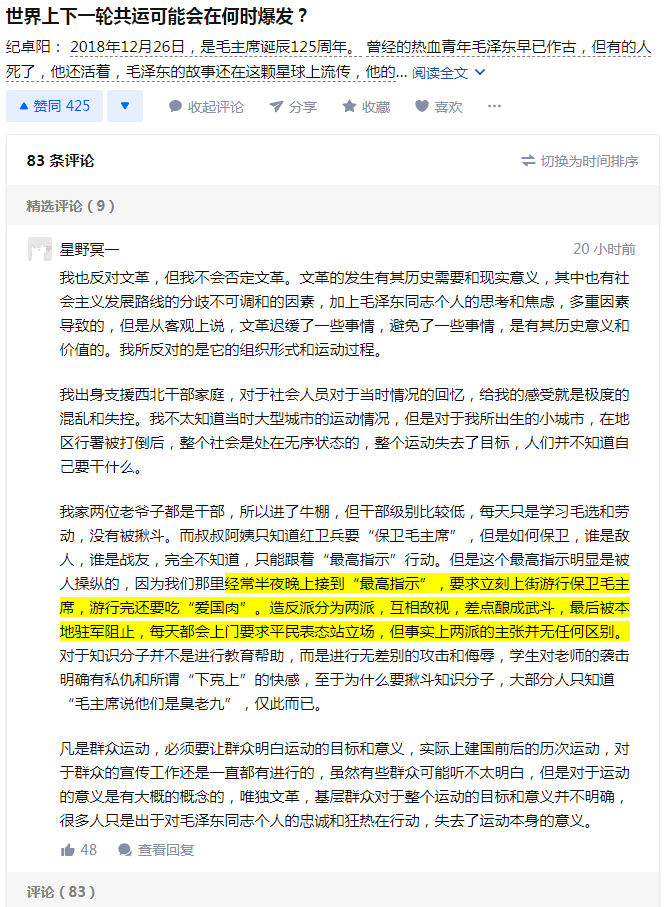 世界上下一轮共运可能会在何时爆发？
纪卓阳： 2018年12月26日，是毛主席诞辰125周年。 曾经的热血青年毛泽东早已作古，但有的人
死了，他还活着，毛泽东的故事还在这颗星球上流传，他的... 阅读全文
赞同 425 收起评论 分享 收藏 喜欢 ···
83 条评论 切换为时间排序
精选评论（9）
星野冥一 20 小时前
我也反对文革，但我不会否定文革。文革的发生有其历史需要和现实意义，其中也有社
会主义发展路线的分歧不可调和的因素，加上毛泽东同志个人的思考和焦虑，多重因素
导致的，但是从客观上说，文革迟缓了一些事情，避免了一些事情，是有其历史意义和
价值的。我所反对的是它的组织形式和运动过程。
我出身支援西北干部家庭，对于社会人员对于当时情况的回忆，给我的感受就是极度的
混乱和失控。我不太知道当时大型城市的运动情况，但是对于我所出生的小城市，在地
区行署被打倒后，整个社会是处在无序状态的，整个运动失去了目标，人们并不知道自
己要干什么。
我家两位老爷子都是干部，所以进了牛棚，但干部级别比较低，每天只是学习毛选和劳
动，没有被揪斗。而叔叔阿姨只知道红卫兵要“保卫毛主席”，但是如何保卫，谁是敌
人，谁是战友，完全不知道，只能跟着“最高指示”行动。但是这个最高指示明显是被
人操纵的，因为我们那里经常半夜晚上接到“最高指示”，要求立刻上街游行保卫毛主
席，游行完还要吃“爱国肉”。造反派分为两派，互相敌视，差点酿成武斗，最后被本
地驻军阻止，每天都会上门要求平民表态站立场，但事实上两派的主张并无任何区别。
对于知识分子并不是进行教育帮助，而是进行无差别的攻击和侮辱，学生对老师的袭击
明确有私仇和所谓“下克上”的快感，至于为什么要揪斗知识分子，大部分人只知道
“毛主席说他们是臭老九”，仅此而已。
凡是群众运动，必须要让群众明白运动的目标和意义，实际上建国前后的历次运动，对
于群众的宣传工作还是一直都有进行的，虽然有些群众可能听不太明白，但是对于运动
的意义是有大概的概念的，唯独文革，基层群众对于整个运动的目标和意义并不明确，
很多人只是出于对毛泽东同志个人的忠诚和狂热在行动，失去了运动本身的意义。
48 查看回复
评论（83）